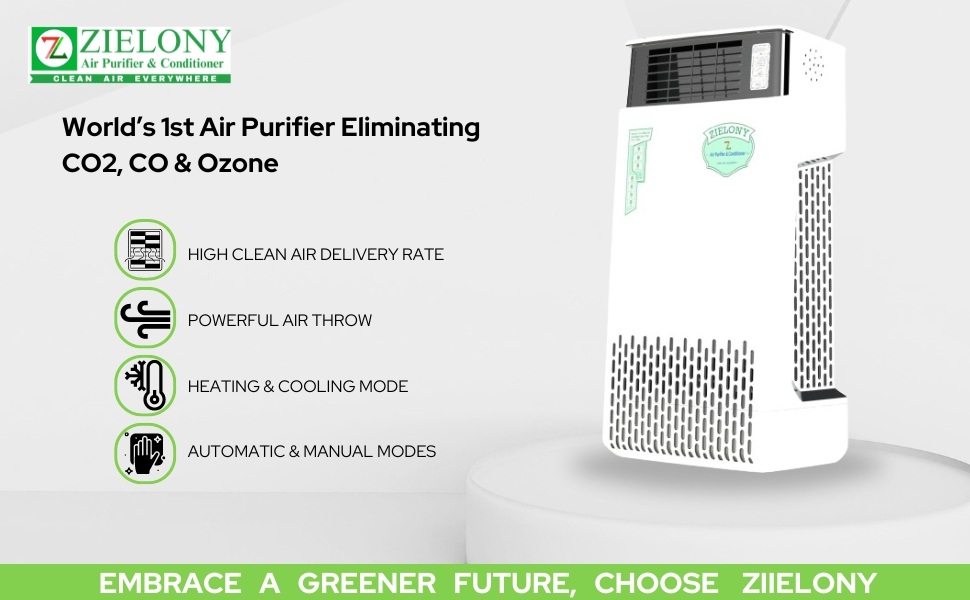 ZIELONY
Air Purifier & Conditioner
CLEAN AIR EVERYWHERE
World's 1st Air Purifier Eliminating
CO2, CO & Ozone
HIGH CLEAN AIR DELIVERY RATE
POWERFUL AIR THROW
HEATING & COOLING MODE
AUTOMATIC & MANUAL MODES
ZIELONY
Z
Air Purifier & Conditioner
EMBRACE A GREENER FUTURE, CHOOSE ZIIELONY